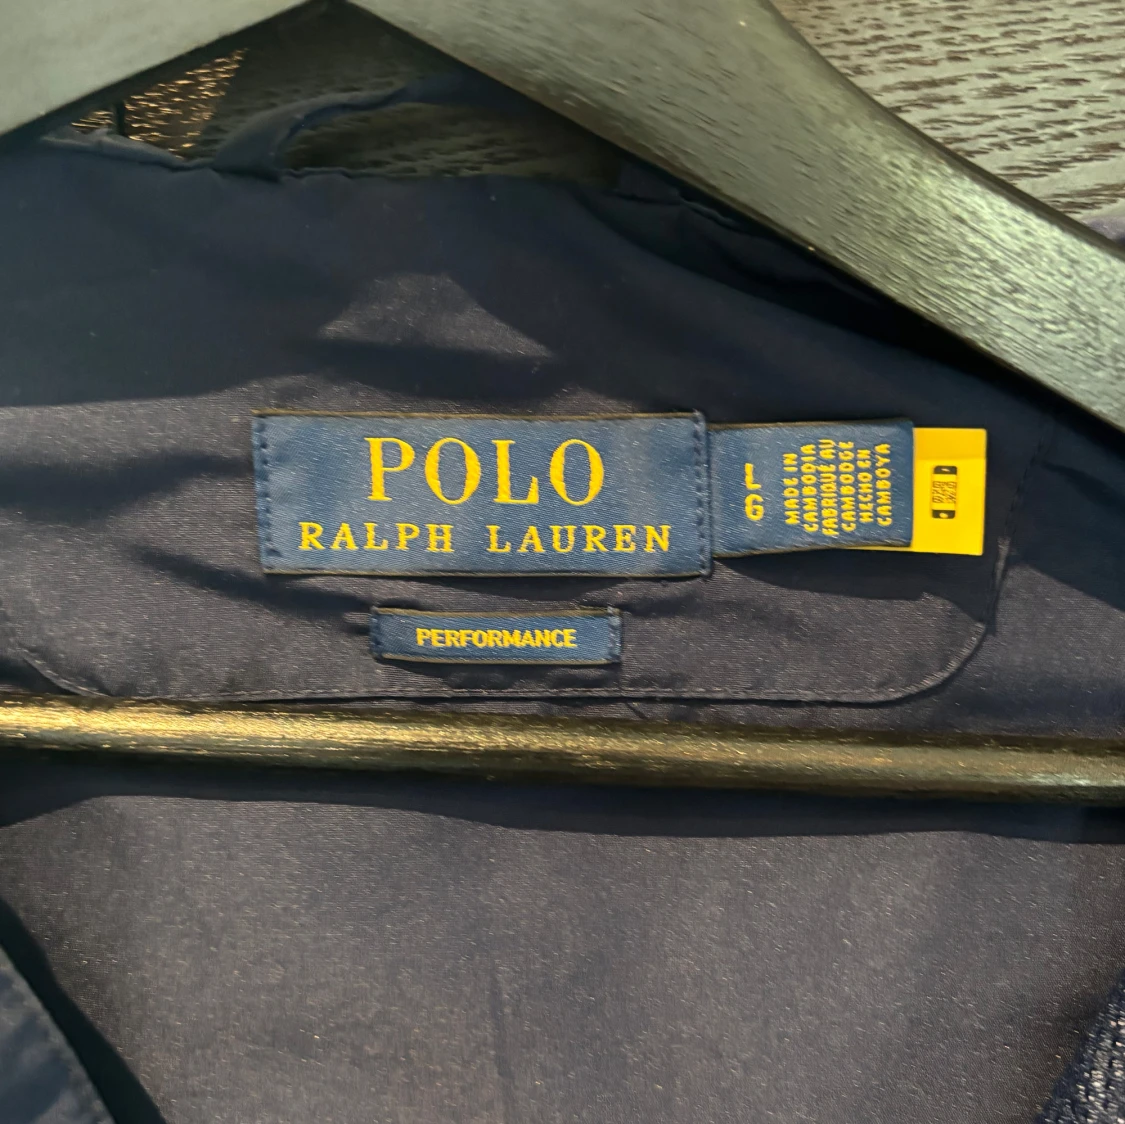 POLO
RALPH LAUREN
L
G
MADE IN
CAMBODIA
FABRIQUÉ AU
CAMBODGE
HECHO EN
CAMBOYA
PERFORMANCE